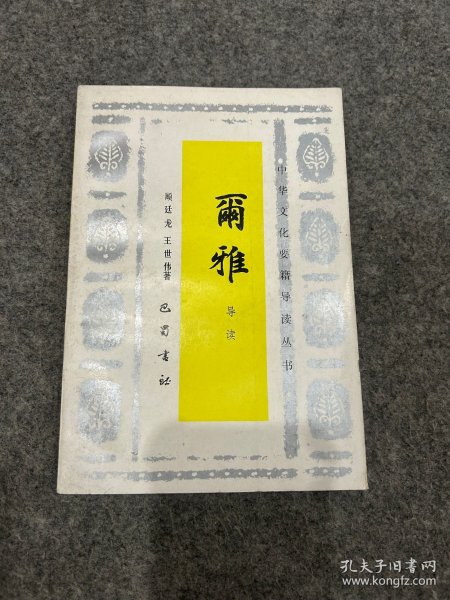 中华文化要籍导读丛书
爾雅
导读
顾廷龙 王世伟著
巴蜀書社
孔夫子旧书网
www.kongfz.com